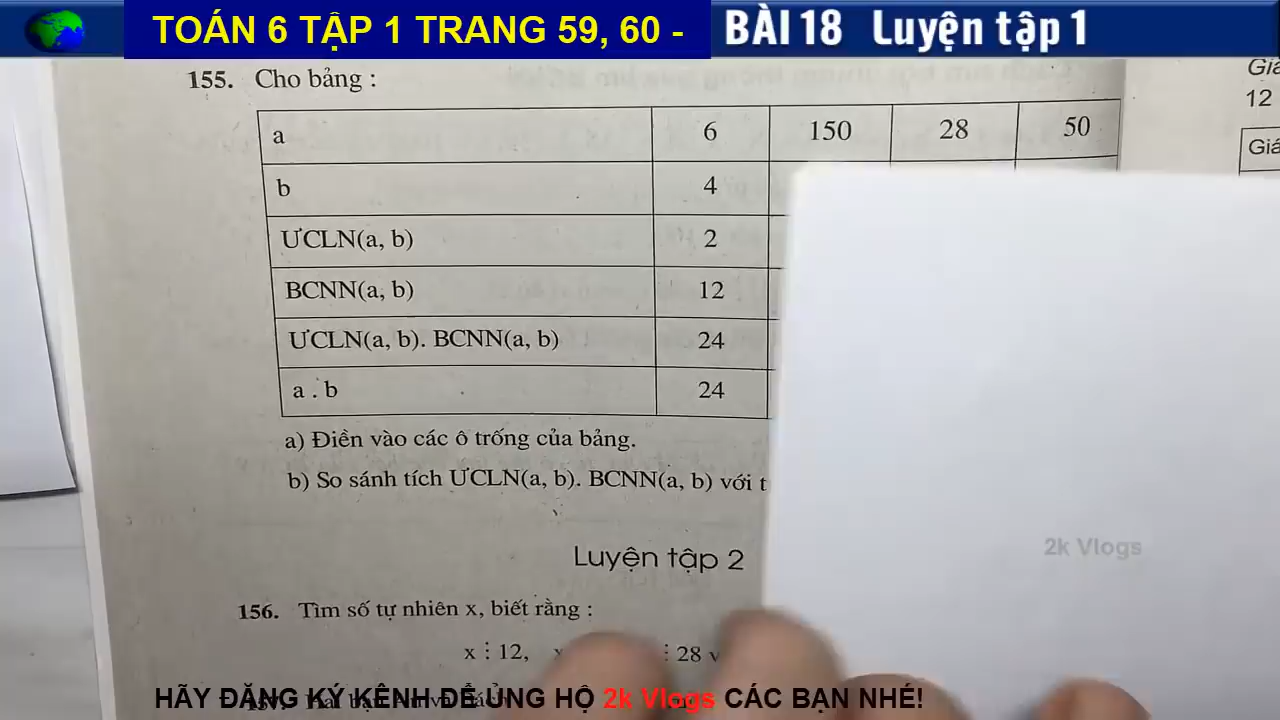 TOÁN 6 TẬP 1 TRANG 59, 60 - BÀI 18 Luyện tập 1
155. Cho bảng :
a 6 150 28 50
b 4
ƯCLN(a, b) 2
BCNN(a, b) 12
ƯCLN(a, b). BCNN(a, b) 24
a . b 24
a) Điền vào các ô trống của bảng.
b) So sánh tích ƯCLN(a, b). BCNN(a, b) với t
Luyện tập 2
156. Tìm số tự nhiên x, biết rằng :
x ⋮ 12, ⋮ 28 v
12
2k Vlogs
HÃY ĐĂNG KÝ KÊNH ĐỂ ỦNG HỘ 2k Vlogs CÁC BẠN NHÉ!